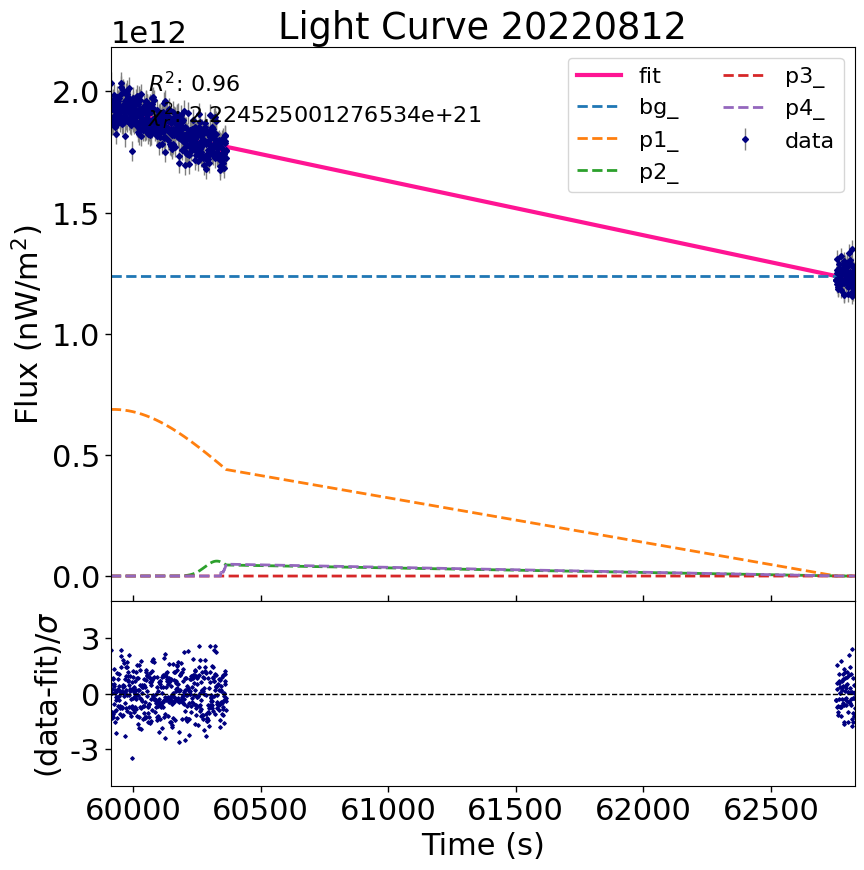 Light Curve 20220812
1e12
R²: 0.96
224525001276534e+21
fit
bg_
p1_
p2_
p3_
p4_
data
Flux (nW/m²)
2.0
1.5
1.0
0.5
0.0
(data-fit)/σ
3
0
-3
60000 60500 61000 61500 62000 62500
Time (s)